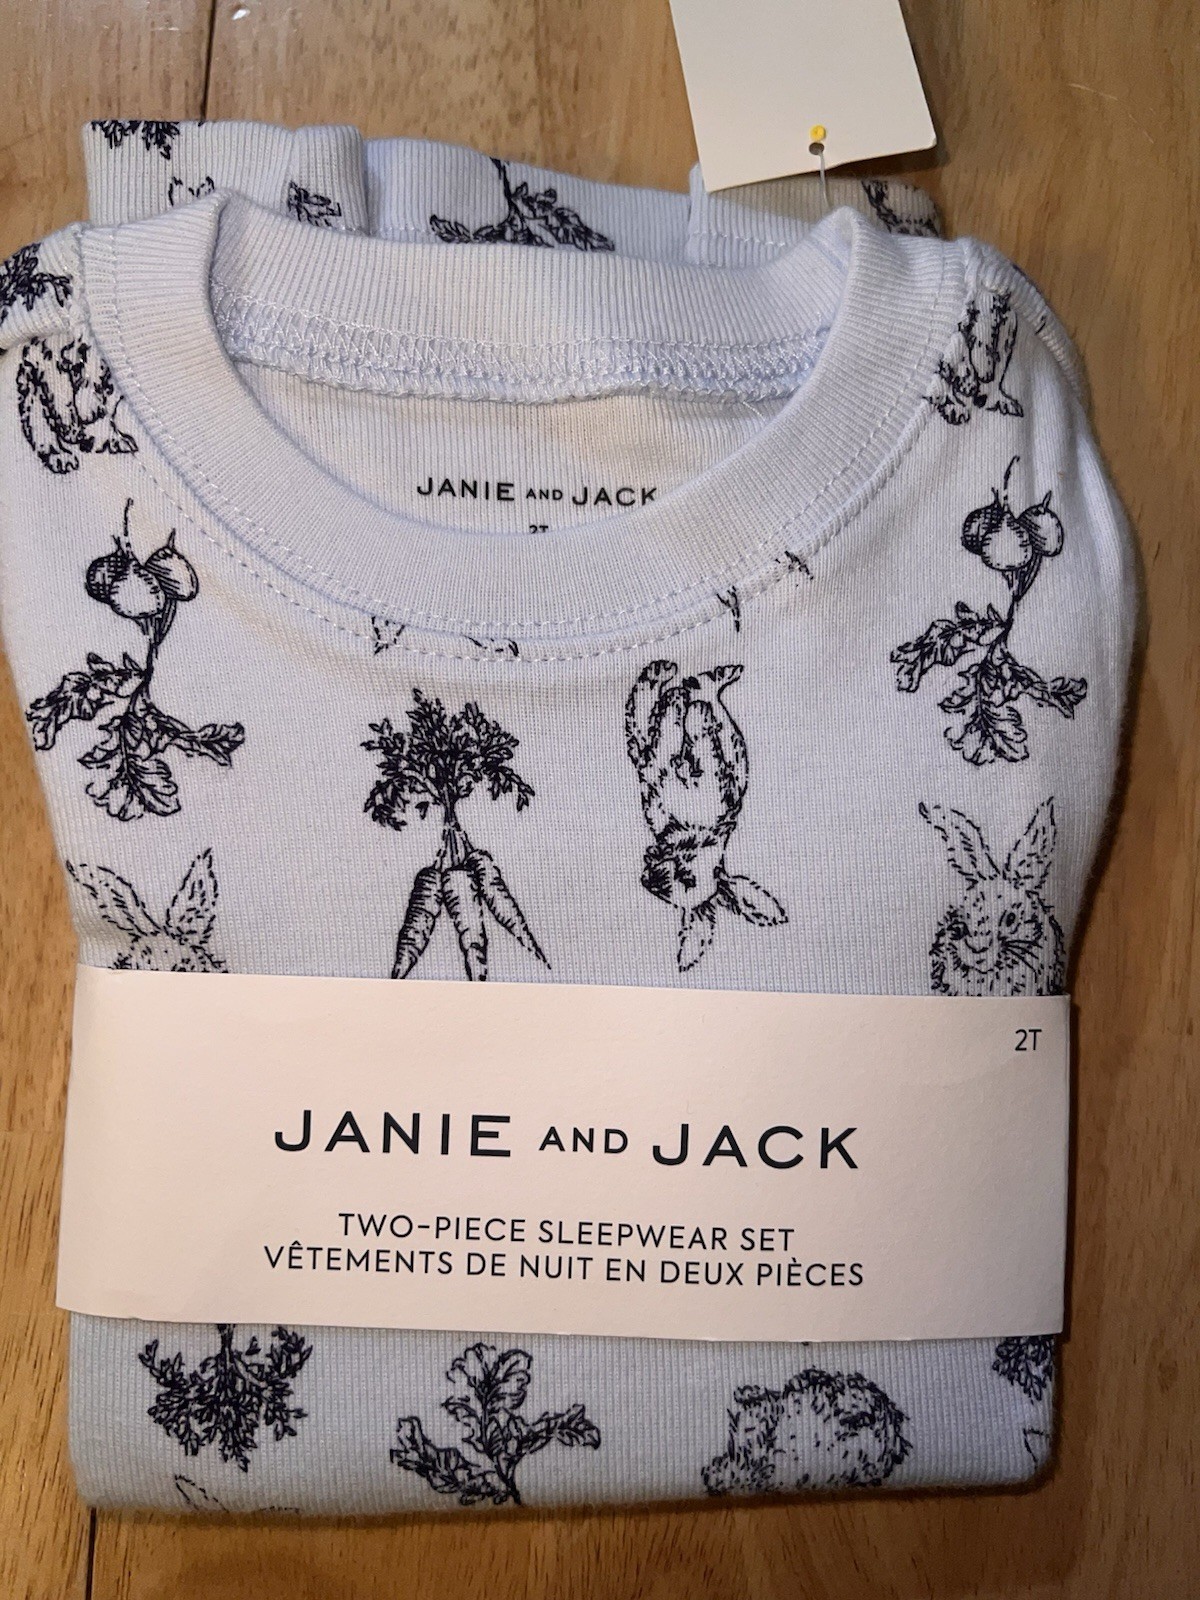 JANIE AND JACK
2T
2T
JANIE AND JACK
TWO-PIECE SLEEPWEAR SET
VÊTEMENTS DE NUIT EN DEUX PIÈCES